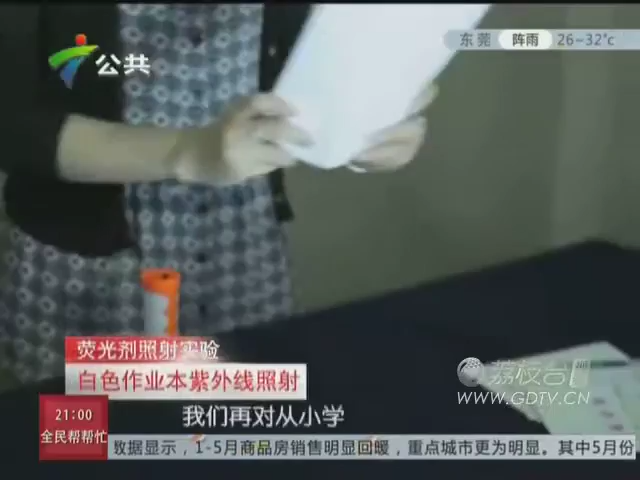 公共
东莞 阵雨 26-32℃
荧光剂照射实验
白色作业本紫外线照射
荔枝台
www.GDTV.CN
我们再对从小学
21:00
全民帮帮忙
数据显示，1-5月商品房销售明显回暖，重点城市更为明显。其中5月份